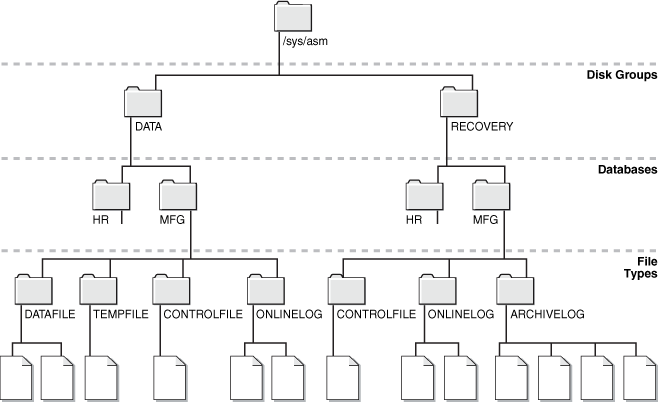 /sys/asm
Disk Groups
DATA
RECOVERY
Databases
HR
MFG
HR
MFG
File
Types
DATAFILE
TEMPFILE
CONTROLFILE
ONLINELOG
CONTROLFILE
ONLINELOG
ARCHIVELOG